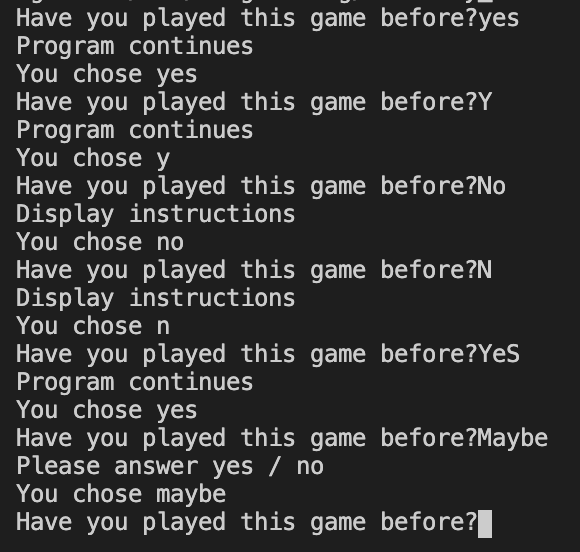 Have you played this game before?yes
Program continues
You chose yes
Have you played this game before?Y
Program continues
You chose y
Have you played this game before?No
Display instructions
You chose no
Have you played this game before?N
Display instructions
You chose n
Have you played this game before?YeS
Program continues
You chose yes
Have you played this game before?Maybe
Please answer yes / no
You chose maybe
Have you played this game before?